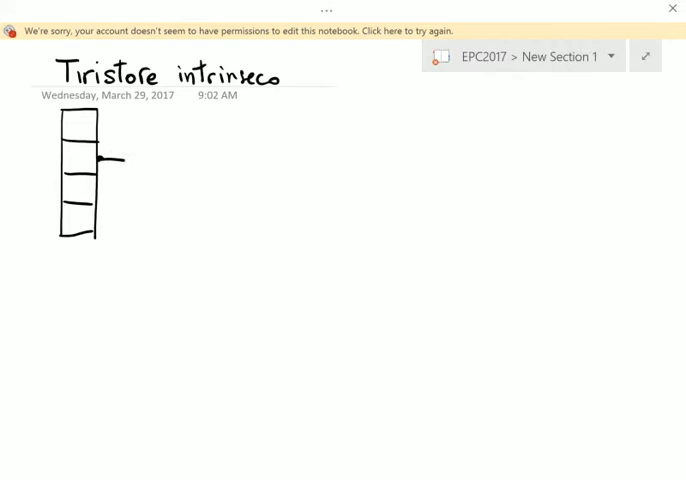 ...
We're sorry, your account doesn't seem to have permissions to edit this notebook. Click here to try again.
EPC2017 > New Section 1
Tiristore intrinseco
Wednesday, March 29, 2017 9:02 AM